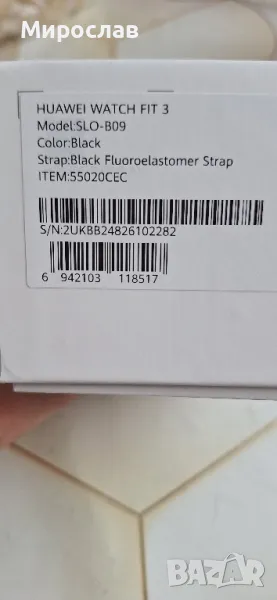 Мирослав
HUAWEI WATCH FIT 3
Model:SLO-B09
Color:Black
Strap:Black Fluoroelastomer Strap
ITEM:55020CEC
S/N:2UKBB24826102282
6 942103 118517
BAZAR